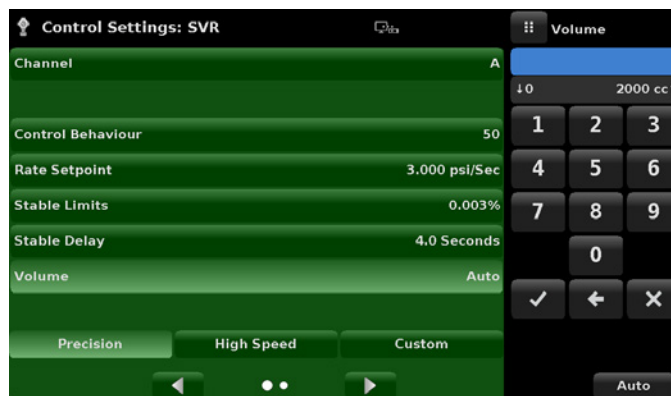 Control Settings: SVR
Channel A
Control Behaviour 50
Rate Setpoint 3.000 psi/Sec
Stable Limits 0.003%
Stable Delay 4.0 Seconds
Volume Auto
Precision High Speed Custom
Volume
↓0 2000 cc
1 2 3
4 5 6
7 8 9
0
Auto